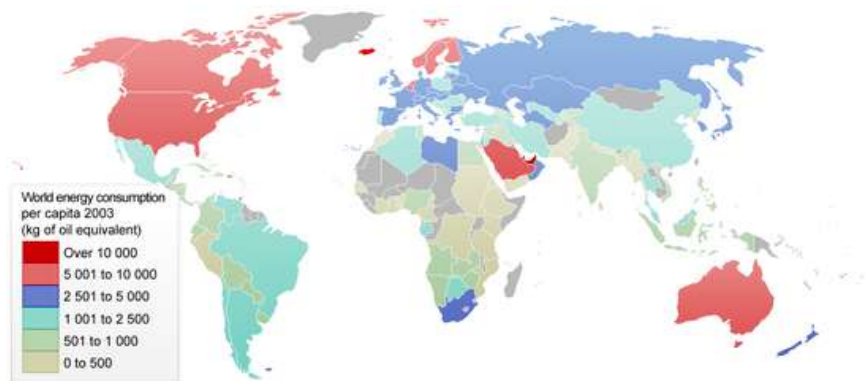 World energy consumption
per capita 2003
(kg of oil equivalent)
Over 10 000
5 001 to 10 000
2 501 to 5 000
1 001 to 2 500
501 to 1 000
0 to 500